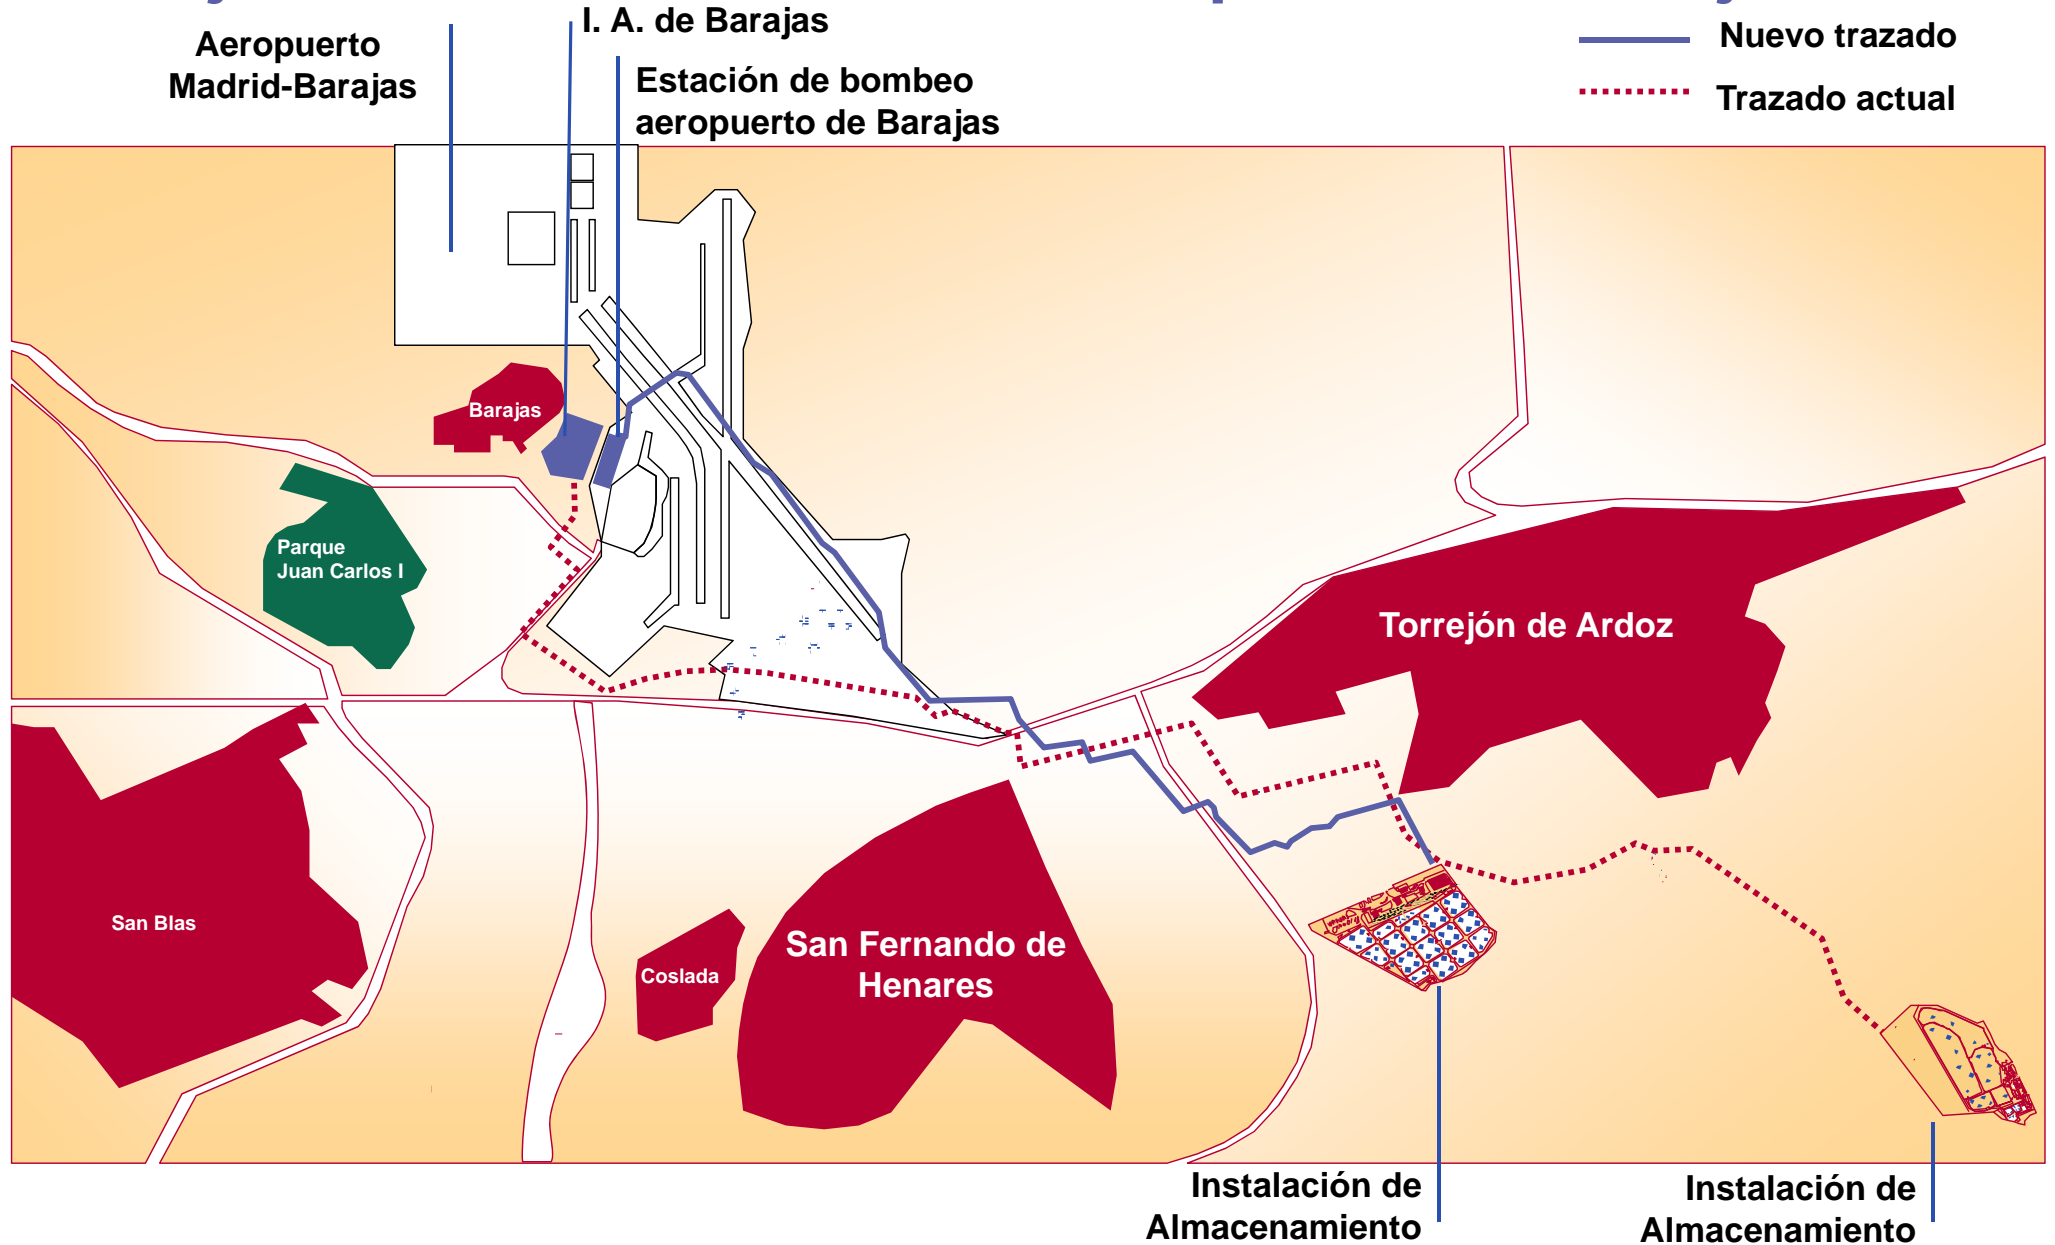 I. A. de Barajas
Aeropuerto
Madrid-Barajas
Estación de bombeo
aeropuerto de Barajas
Nuevo trazado
Trazado actual
Barajas
Parque
Juan Carlos I
Torrejón de Ardoz
San Blas
Coslada
San Fernando de
Henares
Instalación de
Almacenamiento
Instalación de
Almacenamiento